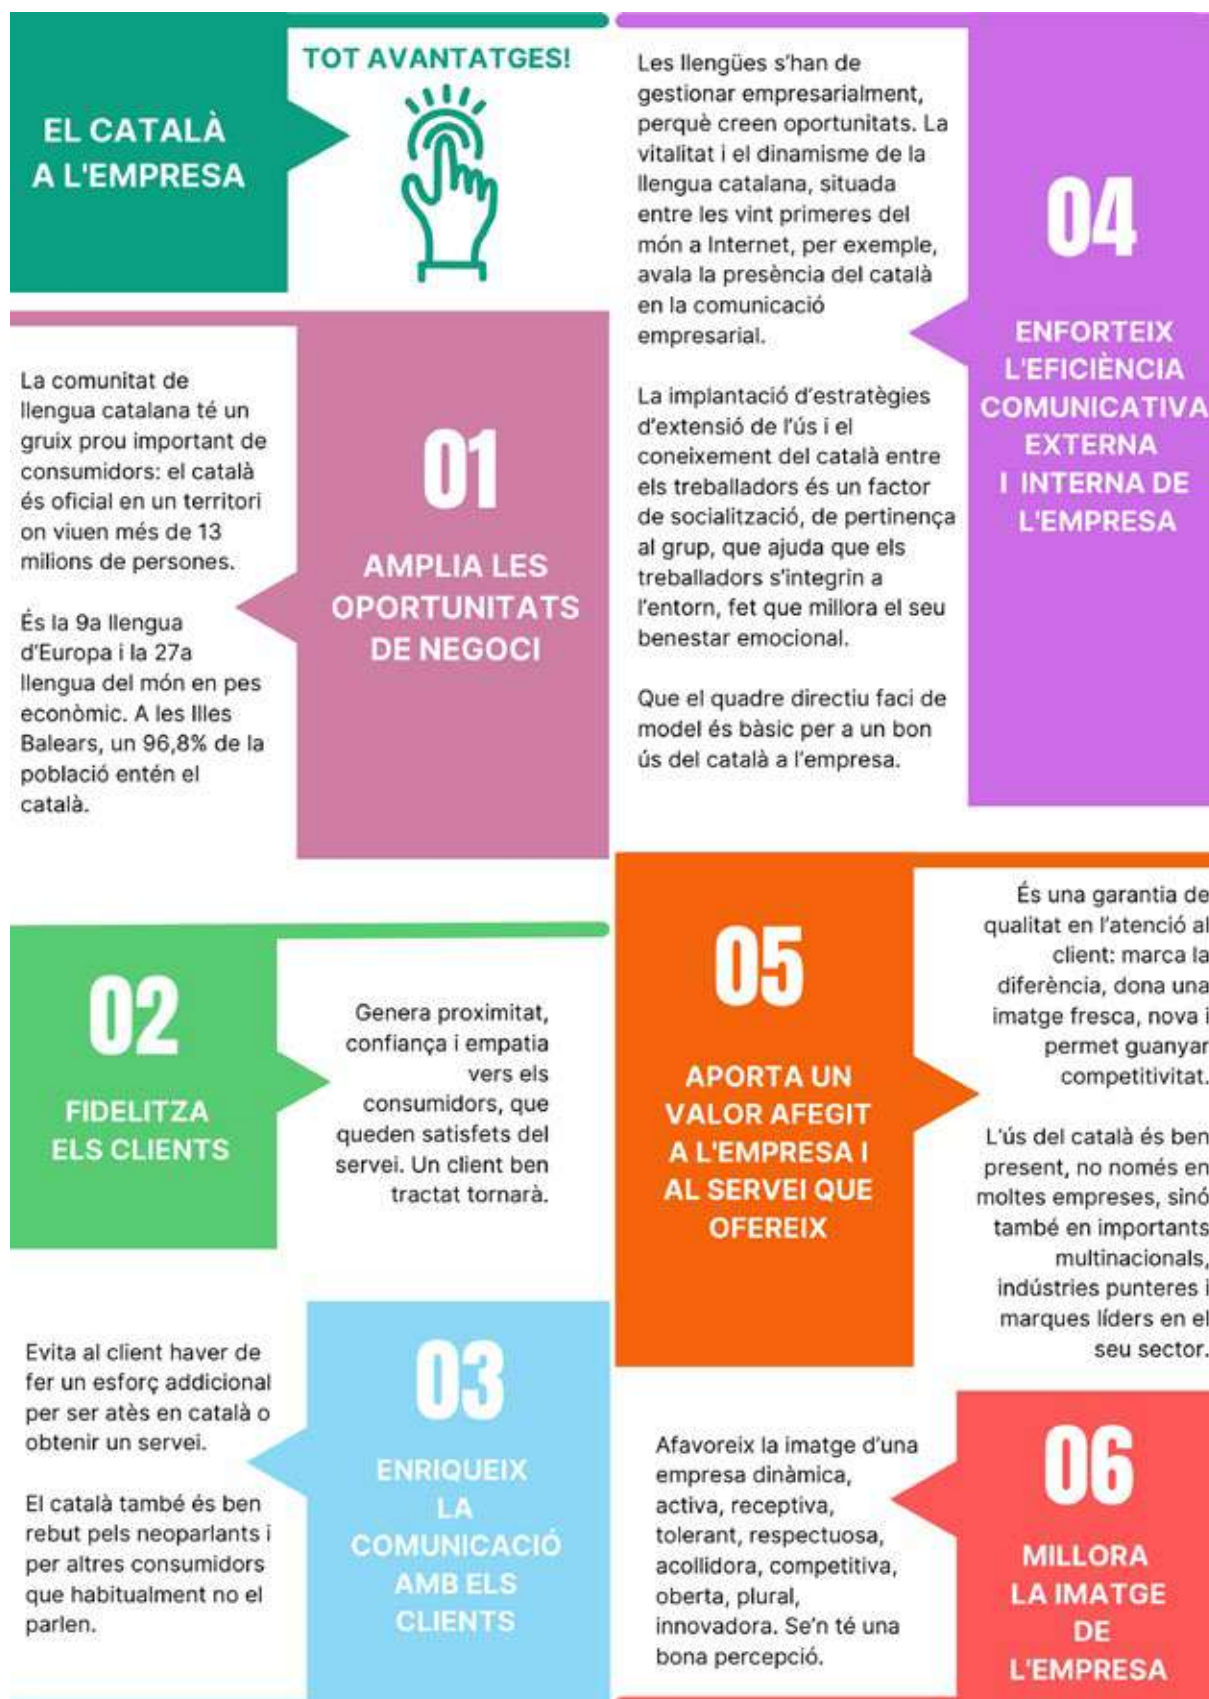 EL CATALÀ
A L'EMPRESA
TOT AVANTATGES!
La comunitat de
llengua catalana té un
gruix prou important de
consumidors: el català
és oficial en un territori
on viuen més de 13
milions de persones.
És la 9a llengua
d'Europa i la 27a
llengua del món en pes
econòmic. A les Illes
Balears, un 96,8% de la
població entén el
català.
01
AMPLIA LES
OPORTUNITATS
DE NEGOCI
02
FIDELITZA
ELS CLIENTS
Genera proximitat,
confiança i empatia
vers els
consumidors, que
queden satisfets del
servei. Un client ben
tractat tornarà.
Evita al client haver de
fer un esforç addicional
per ser atès en català o
obtenir un servei.
El català també és ben
rebut pels neoparlants i
per altres consumidors
que habitualment no el
parlen.
03
ENRIQUEIX
LA
COMUNICACIÓ
AMB ELS
CLIENTS
Les llengües s'han de
gestionar empresarialment,
perquè creen oportunitats. La
vitalitat i el dinamisme de la
llengua catalana, situada
entre les vint primeres del
món a Internet, per exemple,
avala la presència del català
en la comunicació
empresarial.
La implantació d'estratègies
d'extensió de l'ús i el
coneixement del català entre
els treballadors és un factor
de socialització, de pertinença
al grup, que ajuda que els
treballadors s'integrin a
l'entorn, fet que millora el seu
benestar emocional.
Que el quadre directiu faci de
model és bàsic per a un bon
ús del català a l'empresa.
04
ENFORTEIX
L'EFICIÈNCIA
COMUNICATIVA
EXTERNA
I INTERNA DE
L'EMPRESA
05
APORTA UN
VALOR AFEGIT
A L'EMPRESA I
AL SERVEI QUE
OFEREIX
És una garantia de
qualitat en l'atenció al
client: marca la
diferència, dona una
imatge fresca, nova i
permet guanyar
competitivitat.
L'ús del català és ben
present, no només en
moltes empreses, sinó
també en importants
multinacionals,
indústries punteres i
marques líders en el
seu sector.
Afavoreix la imatge d'una
empresa dinàmica,
activa, receptiva,
tolerant, respectuosa,
acollidora, competitiva,
oberta, plural,
innovadora. Se'n té una
bona percepció.
06
MILLORA
LA IMATGE
DE
L'EMPRESA